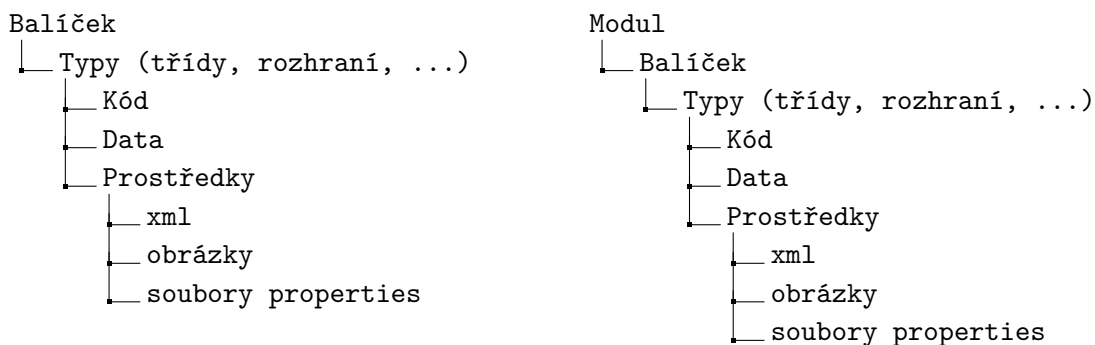 Balíček
Typy (třídy, rozhraní, ...)
Kód
Data
Prostředky
xml
obrázky
soubory properties
Modul
Balíček
Typy (třídy, rozhraní, ...)
Kód
Data
Prostředky
xml
obrázky
soubory properties